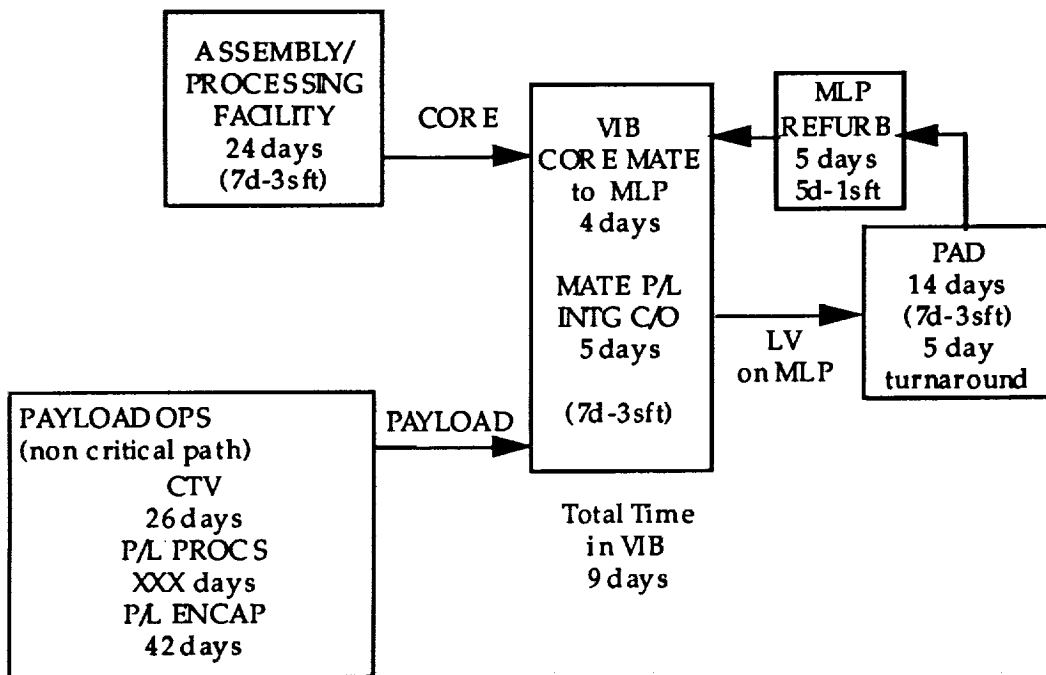 ASSEMBLY/
PROCESSING
FACILITY
24 days
(7d-3sft)
CORE
VIB
CORE MATE
to MLP
4 days
MATE P/L
INTG C/O
5 days
(7d-3sft)
MLP
REFURB
5 days
5d-1sft
PAD
14 days
(7d-3sft)
5 day
turnaround
LV
on MLP
PAYLOAD OPS
(non critical path)
CTV
26 days
P/L PROCS
XXX days
P/L ENCAP
42 days
PAYLOAD
Total Time
in VIB
9 days